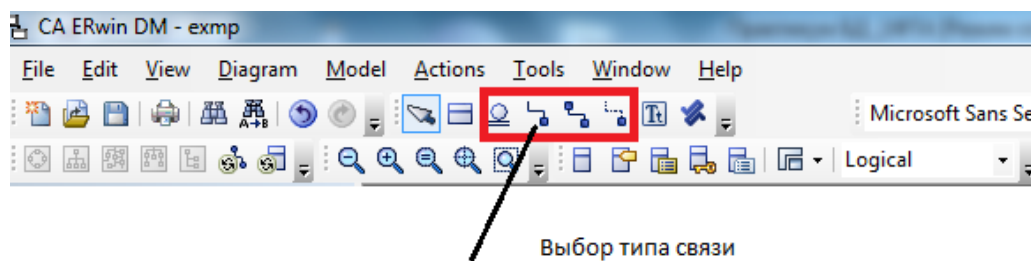 CA ERwin DM - exmp
File Edit View Diagram Model Actions Tools Window Help
A→B Tt Microsoft Sans Se
Logical
Выбор типа связи